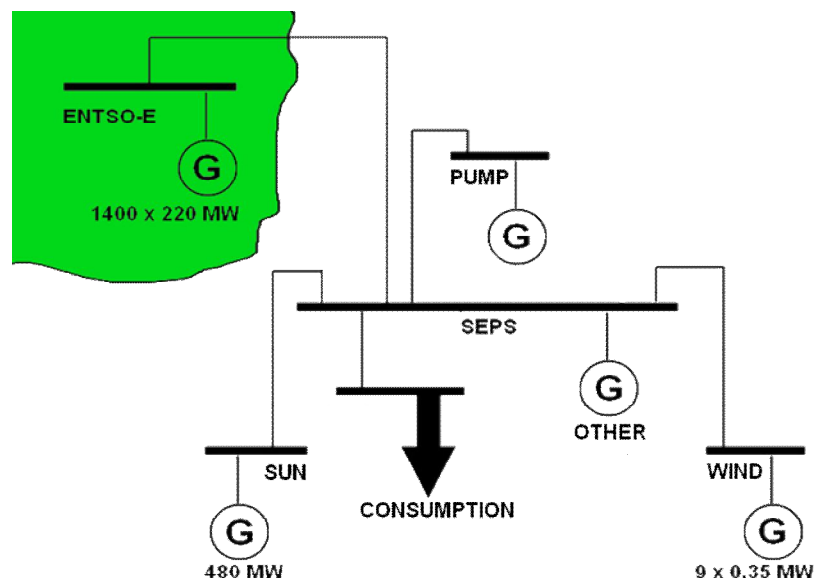 ENTSO-E
G
1400 x 220 MW
PUMP
G
SEPS
G
OTHER
SUN
WIND
CONSUMPTION
G
480 MW
G
9 x 0.35 MW